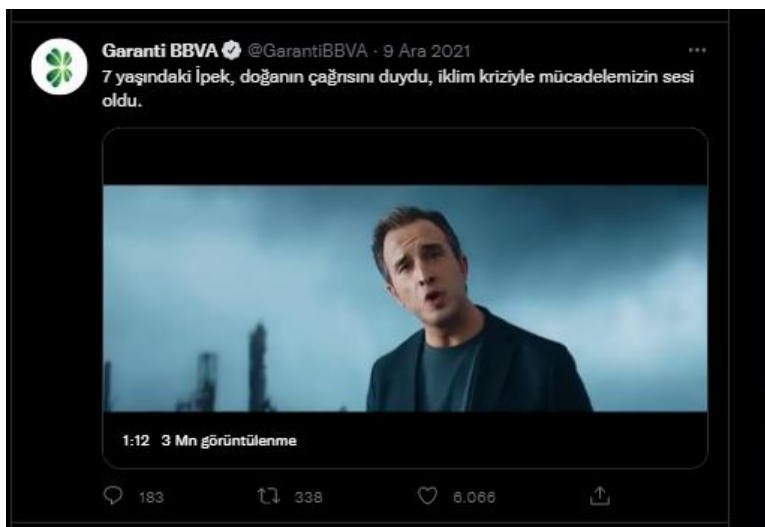 Garanti BBVA @GarantiBBVA · 9 Ara 2021
7 yaşındaki İpek, doğanın çağrısını duydu, iklim kriziyle mücadelemizin sesi
oldu.
1:12 3 Mn görüntülenme
183 338 6.066